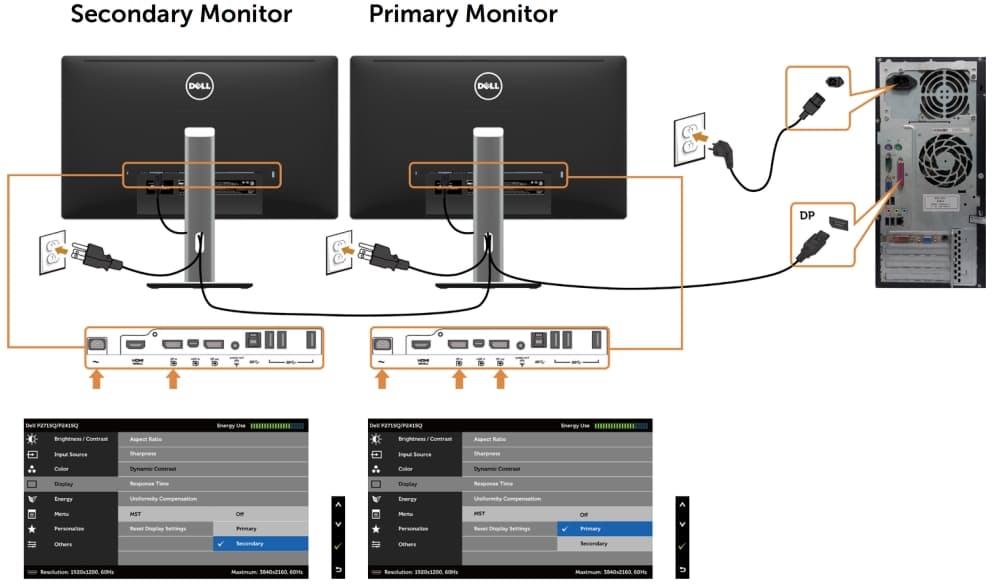 Secondary Monitor
Primary Monitor
DELL
DELL
DP
HDMI
HDMI
Dell P2715Q/P2415Q
Energy Use
Brightness / Contrast
Aspect Ratio
Input Source
Sharpness
Color
Dynamic Contrast
Display
Response Time
Energy
Uniformity Compensation
Menu
MST
Off
Personalize
Reset Display Settings
Primary
Others
Secondary
Resolution: 1920x1200, 60Hz
Maximum: 3840x2160, 60Hz
Dell P2715Q/P2415Q
Energy Use
Brightness / Contrast
Aspect Ratio
Input Source
Sharpness
Color
Dynamic Contrast
Display
Response Time
Energy
Uniformity Compensation
Menu
MST
Off
Personalize
Reset Display Settings
Primary
Others
Secondary
Resolution: 1920x1200, 60Hz
Maximum: 3840x2160, 60Hz